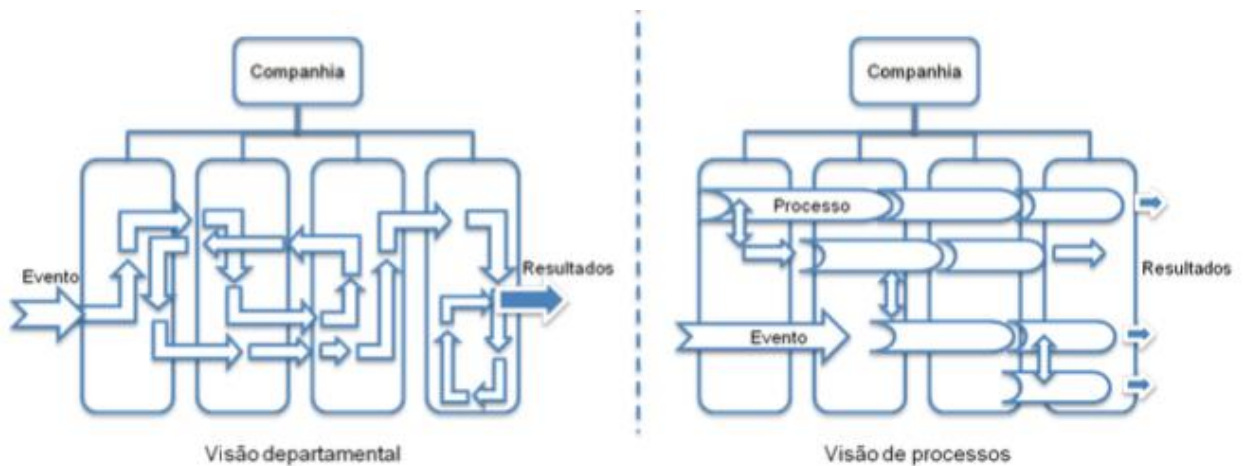 Companhia
Evento
Resultados
Visão departamental
Companhia
Processo
Resultados
Evento
Visão de processos